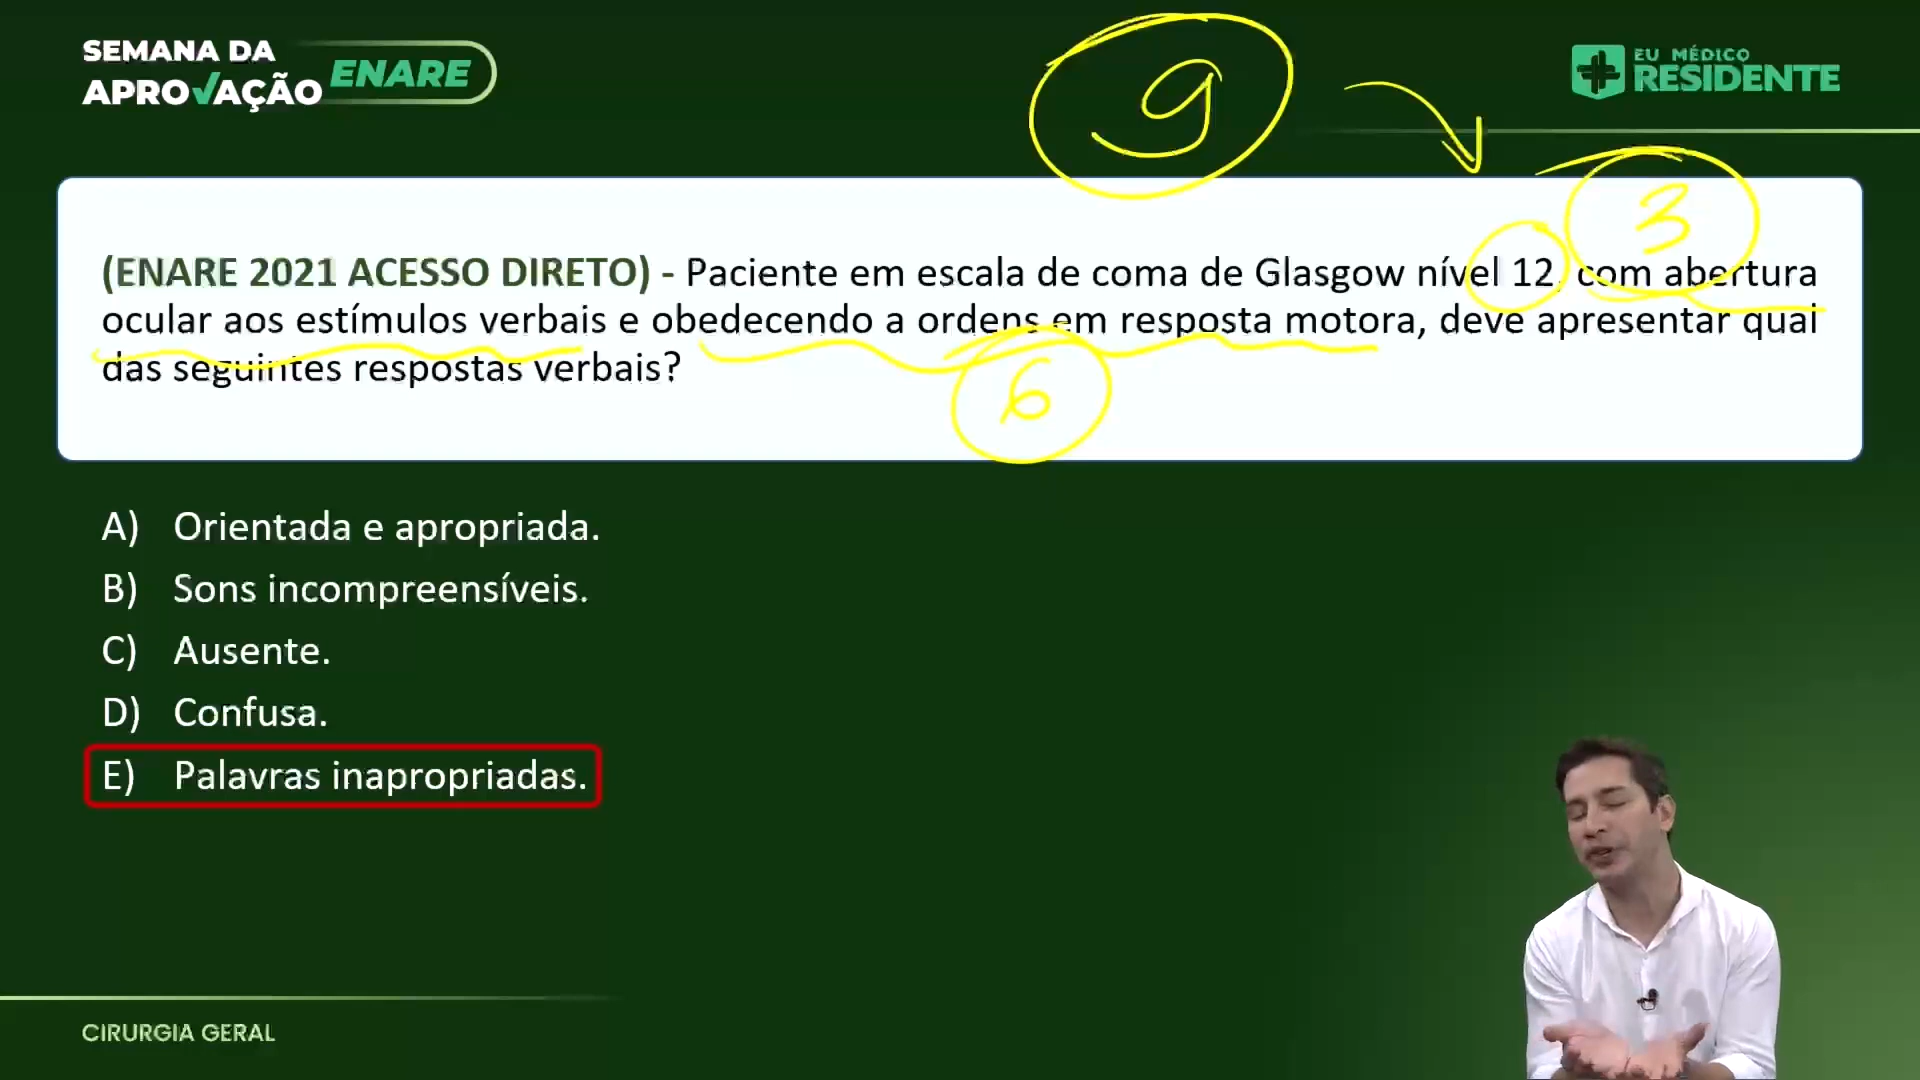 SEMANA DA
APROVAÇÃO
ENARE
EU MÉDICO
RESIDENTE
9
3
(ENARE 2021 ACESSO DIRETO) - Paciente em escala de coma de Glasgow nível 12, com abertura
ocular aos estímulos verbais e obedecendo a ordens em resposta motora, deve apresentar qual
das seguintes respostas verbais?
6
A) Orientada e apropriada.
B) Sons incompreensíveis.
C) Ausente.
D) Confusa.
E) Palavras inapropriadas.
CIRURGIA GERAL